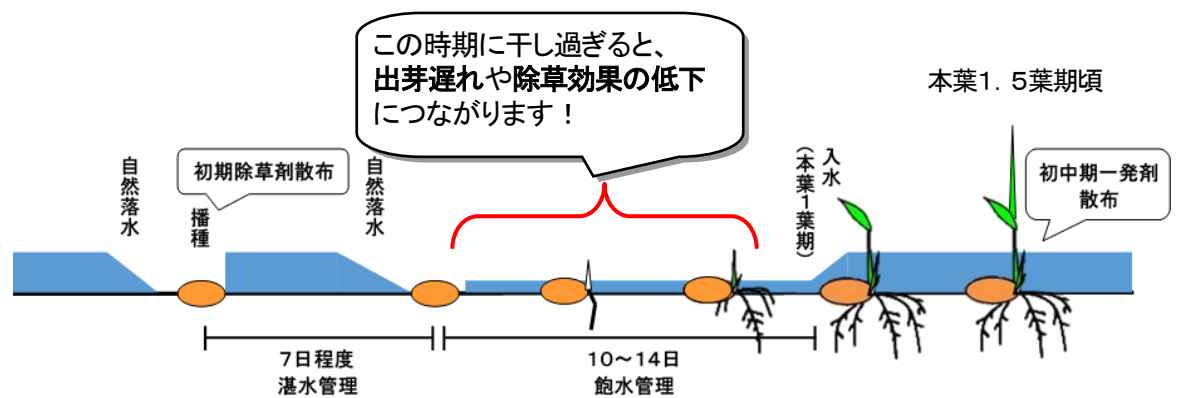 この時期に干し過ぎると、
出芽遅れや除草効果の低下
につながります！
本葉1．5葉期頃
自然落水
初期除草剤散布
播種
自然落水
入水
（本葉1葉期）
初中期一発剤
散布
7日程度
湛水管理
10～14日
飽水管理